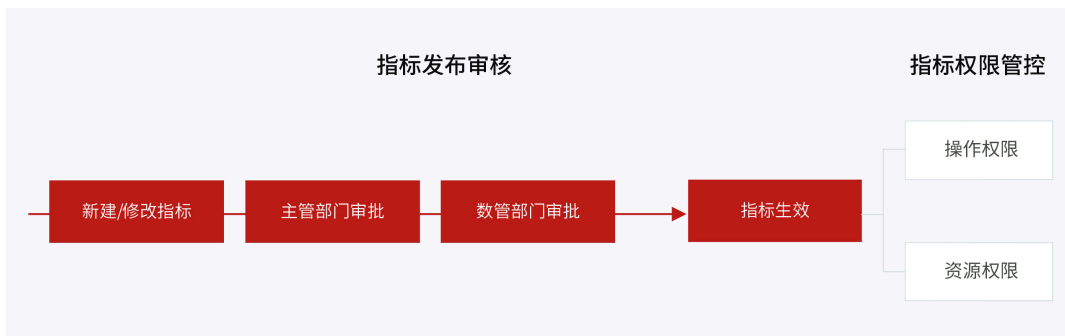 指标发布审核
指标权限管控
新建/修改指标
主管部门审批
数管部门审批
指标生效
操作权限
资源权限